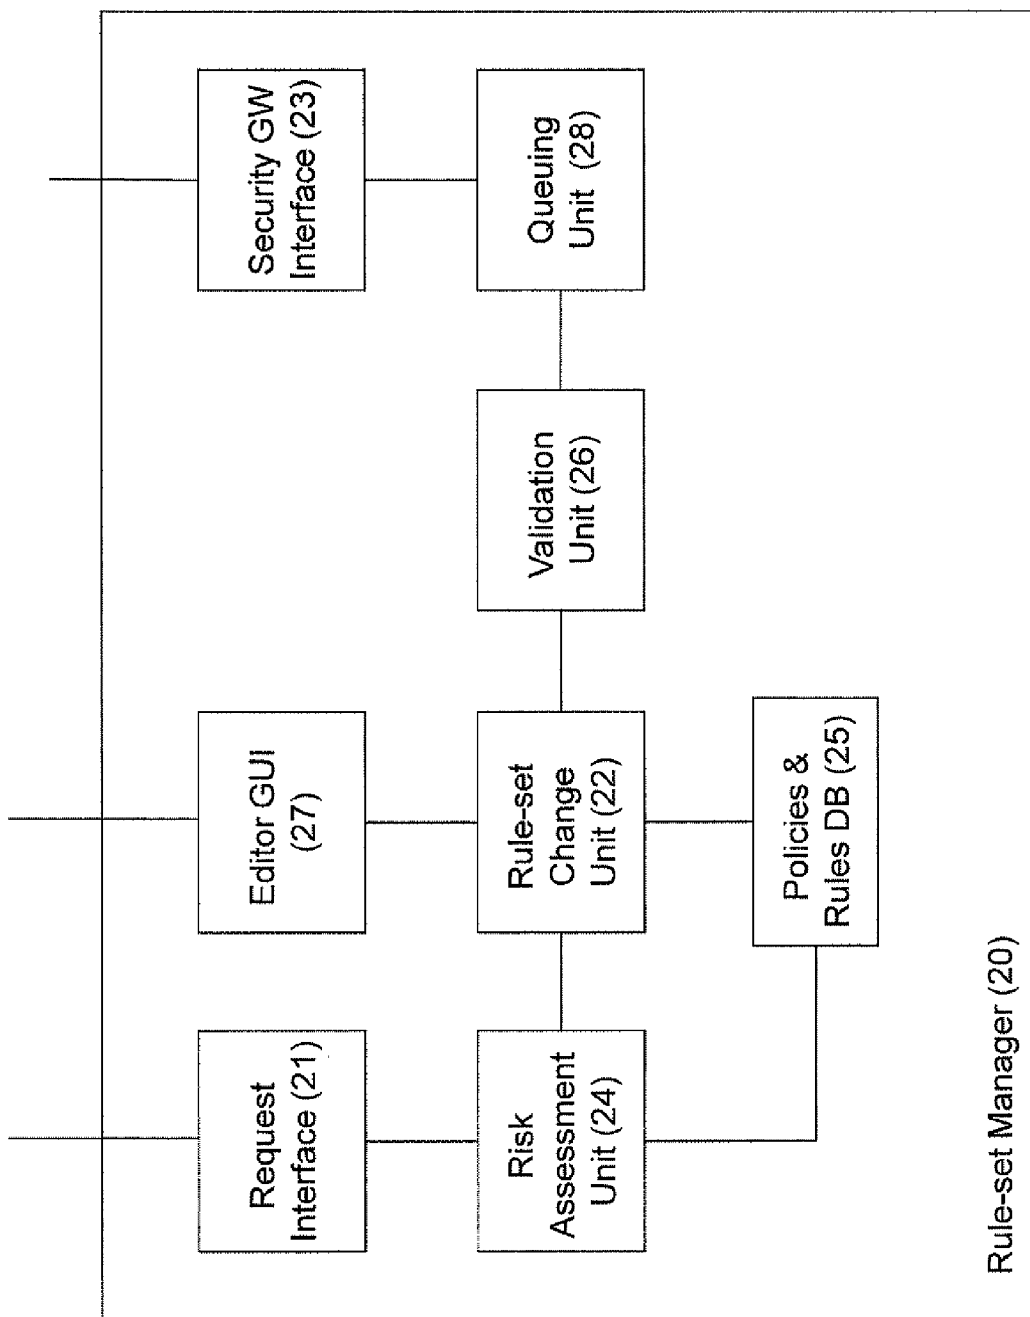 Request
Interface (21)
Editor GUI
(27)
Security GW
Interface (23)
Risk
Assessment
Unit (24)
Rule-set
Change
Unit (22)
Validation
Unit (26)
Queuing
Unit (28)
Policies &
Rules DB (25)
Rule-set Manager (20)